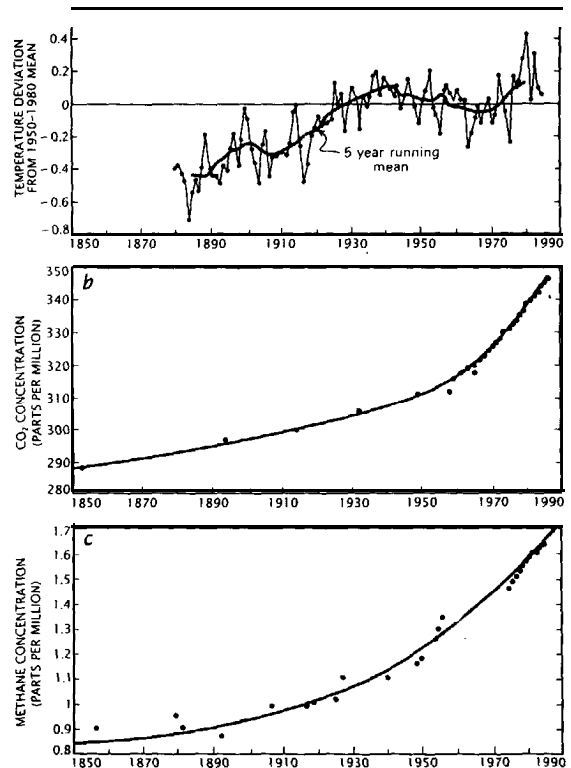 TEMPERATURE DEVIATION
FROM 1950-1980 MEAN
0.4
0.2
0
-0.2
-0.4
-0.6
-0.8
5 year running
mean
1850 1870 1890 1910 1930 1950 1970 1990
b
CO₂ CONCENTRATION
(PARTS PER MILLION)
350
340
320
310
300
290
280
1850 1870 1890 1910 1930 1950 1970 1990
c
METHANE CONCENTRATION
(PARTS PER MILLION)
1.7
1.6
1.5
1.4
1.3
1.2
1.1
1
0.9
0.8
1850 1870 1890 1910 1930 1950 1970 1990